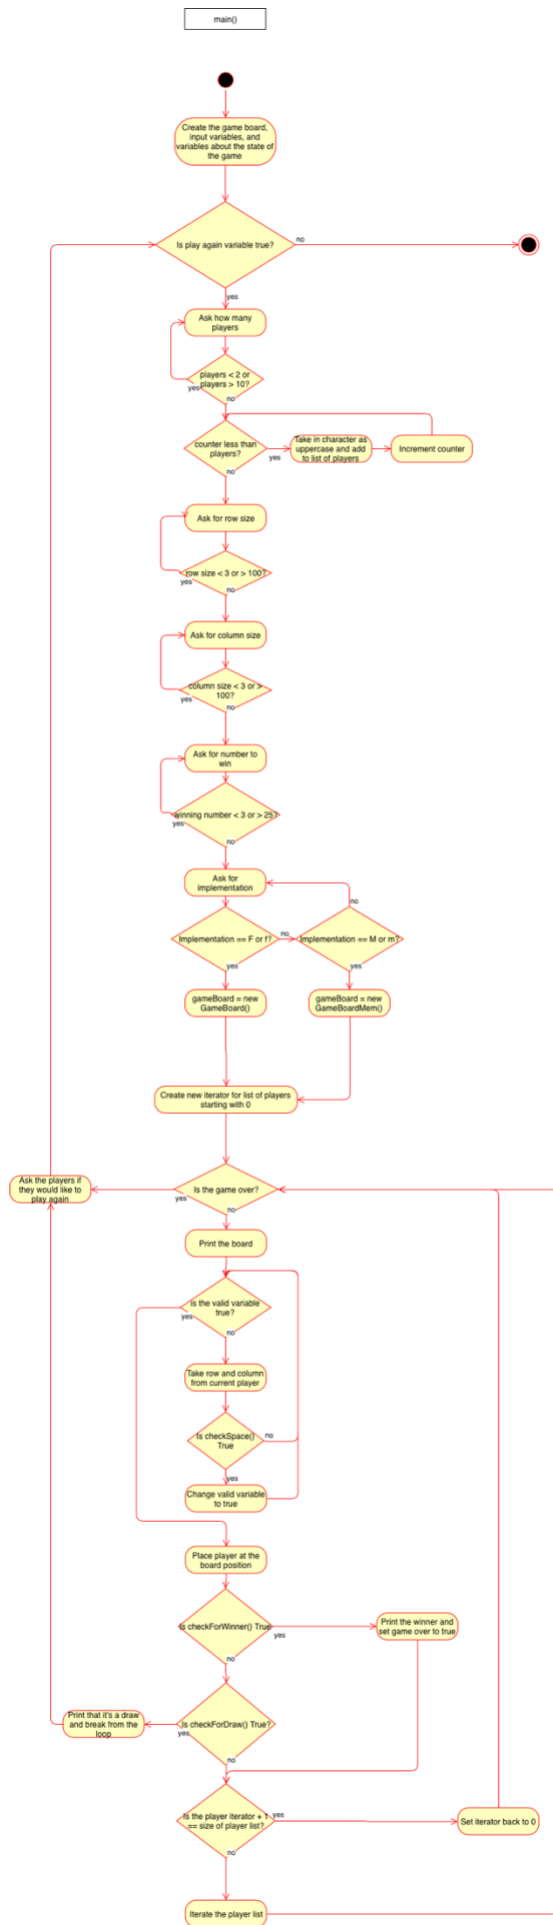 main()
Create the game board,
input variables, and
variables about the state of
the game
Is play again variable true?
no
yes
Ask how many
players
players < 2 or
players > 10?
yes
no
counter less than
players?
yes
no
Take in character as
uppercase and add
to list of players
Increment counter
Ask for row size
row size < 3 or > 100?
yes
no
Ask for column size
column size < 3 or >
100?
yes
no
Ask for number to
win
winning number < 3 or > 25?
yes
no
Ask for
implementation
no
Implementation == F or f?
no
Implementation == M or m?
yes
yes
gameBoard = new
GameBoard()
gameBoard = new
GameBoardMem()
Create new iterator for list of players
starting with 0
Ask the players if
they would like to
play again
Is the game over?
yes
no
Print the board
is the valid variable
true?
yes
no
Take row and column
from current player
Is checkSpace()
True
no
yes
Change valid variable
to true
Place player at the
board position
Is checkForWinner() True
yes
no
Print the winner and
set game over to true
Print that it's a draw
and break from the
loop
Is checkForDraw() True?
yes
no
Is the player iterator + 1
== size of player list?
yes
no
Set iterator back to 0
Iterate the player list